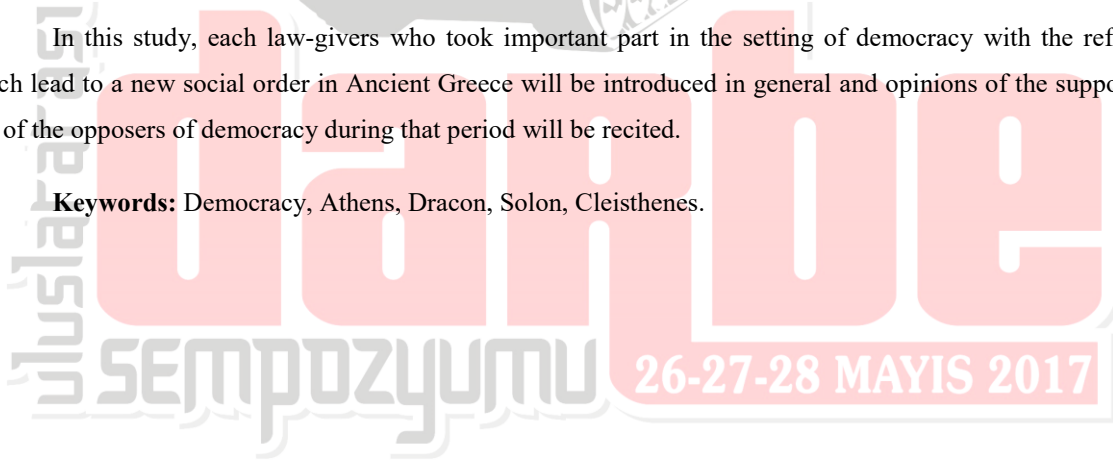 In this study, each law-givers who took important part in the setting of democracy with the
lead to a new social order in Ancient Greece will be introduced in general and opinions of the
of the opposers of democracy during that period will be recited.
Keywords: Democracy, Athens, Dracon, Solon, Cleisthenes.
uluslararası
darbe
SEMPOZYUMU
26-27-28 MAYIS 2017